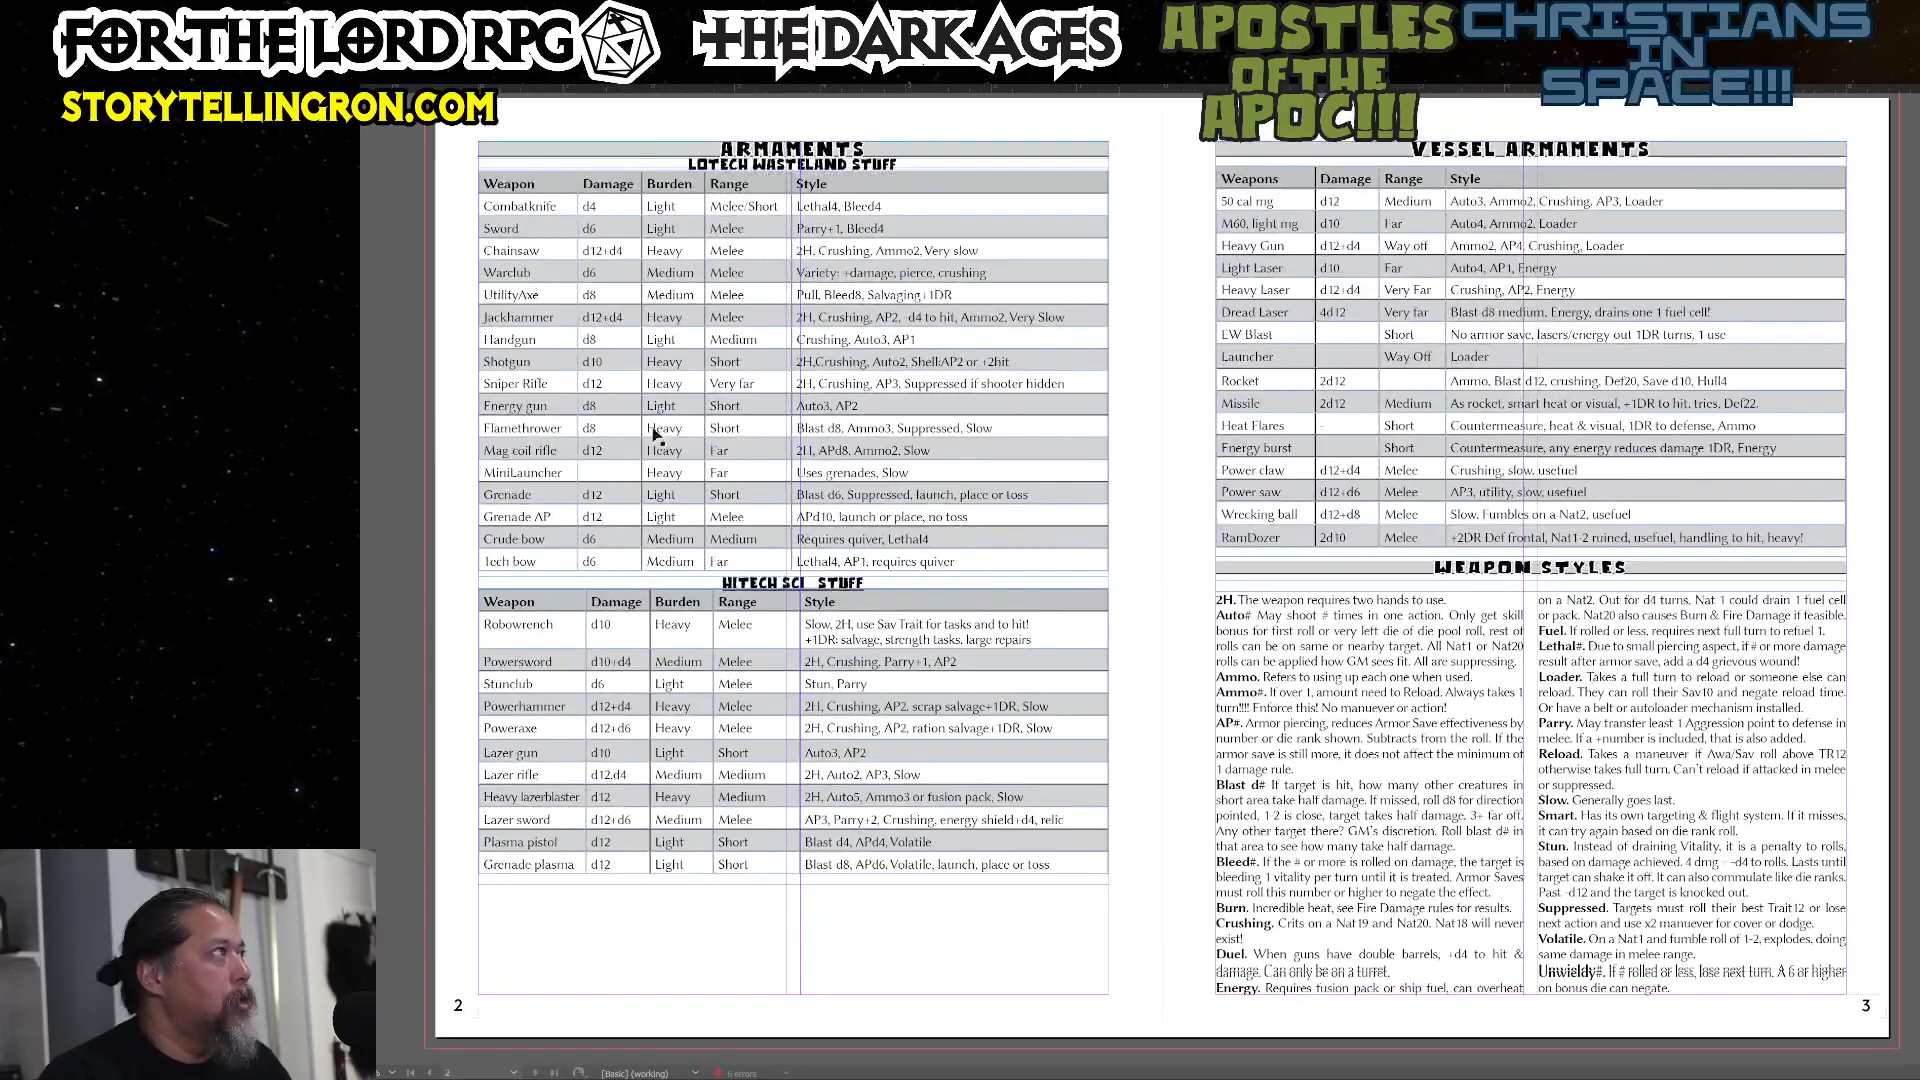 FOR THE LORD RPG
THE DARK AGES
APOSTLES
OF THE
APOC!!!
CHRISTIANS
IN
SPACE!!!
STORYTELLINGRON.COM
ARMAMENTS
LOTECH WASTELAND STUFF
Weapon Damage Burden Range Style
Combatknife d4 Light Melee/Short Lethal4, Bleed4
Sword d6 Light Melee Parry+1, Bleed4
Chainsaw d12+d4 Heavy Melee 2H, Crushing, Ammo2, Very slow
Warclub d6 Medium Melee Variety: +damage, pierce, crushing
UtilityAxe d8 Medium Melee Pull, Bleed8, Salvaging+1DR
Jackhammer d12+d4 Heavy Melee 2H, Crushing, AP2, -d4 to hit, Ammo2, Very Slow
Handgun d8 Light Medium Crushing, Auto3, AP1
Shotgun d10 Heavy Short 2H,Crushing, Auto2, Shell:AP2 or +2hit
Sniper Rifle d12 Heavy Very far 2H, Crushing, AP3, Suppressed if shooter hidden
Energy gun d8 Light Short Auto3, AP2
Flamethrower d8 Heavy Short Blast d8, Ammo3, Suppressed, Slow
Mag coil rifle d12 Heavy Far 2H, APd8, Ammo2, Slow
MiniLauncher Heavy Far Uses grenades, Slow
Grenade d12 Light Short Blast d6, Suppressed, launch, place or toss
Grenade AP d12 Light Melee APd10, launch or place, no toss
Crude bow d6 Medium Medium Requires quiver, Lethal4
Tech bow d6 Medium Far Lethal4, AP1, requires quiver
HITECH SCI_STUFF
Weapon Damage Burden Range Style
Robowrench d10 Heavy Melee Slow, 2H, use Sav Trait for tasks and to hit!
+1DR: salvage, strength tasks, large repairs
Powersword d10+d4 Medium Melee 2H, Crushing, Parry+1, AP2
Stunclub d6 Light Melee Stun, Parry
Powerhammer d12+d4 Heavy Melee 2H, Crushing, AP2, scrap salvage+1DR, Slow
Poweraxe d12+d6 Heavy Melee 2H, Crushing, AP2, ration salvage+1DR, Slow
Lazer gun d10 Light Short Auto3, AP2
Lazer rifle d12,d4 Medium Medium 2H, Auto2, AP3, Slow
Heavy lazerblaster d12 Heavy Medium 2H, Auto5, Ammo3 or fusion pack, Slow
Lazer sword d12+d6 Medium Melee AP3, Parry+2, Crushing, energy shield+d4, relic
Plasma pistol d12 Light Short Blast d4, APd4, Volatile
Grenade plasma d12 Light Short Blast d8, APd6, Volatile, launch, place or toss
2
VESSEL ARMAMENTS
Weapons Damage Range Style
50 cal mg d12 Medium Auto3, Ammo2, Crushing, AP3, Loader
M60, light mg d10 Far Auto4, Ammo2, Loader
Heavy Gun d12+d4 Way off Ammo2, AP4, Crushing, Loader
Light Laser d10 Far Auto4, AP1, Energy
Heavy Laser d12+d4 Very Far Crushing, AP2, Energy
Dread Laser 4d12 Very far Blast d8 medium, Energy, drains one 1 fuel cell!
EW Blast Short No armor save, lasers/energy out 1DR turns, 1 use
Launcher Way Off Loader
Rocket 2d12 Ammo, Blast d12, crushing, Def20, Save d10, Hull4
Missile 2d12 Medium As rocket, smart heat or visual, +1DR to hit, tries, Def22.
Heat Flares - Short Countermeasure, heat & visual, 1DR to defense, Ammo
Energy burst Short Countermeasure, any energy reduces damage 1DR, Energy
Power claw d12+d4 Melee Crushing, slow, usefuel
Power saw d12+d6 Melee AP3, utility, slow, usefuel
Wrecking ball d12+d8 Melee Slow, Fumbles on a Nat2, usefuel
RamDozer 2d10 Melee +2DR Def frontal, Nat1-2 ruined, usefuel, handling to hit, heavy!
WEAPON STYLES
2H. The weapon requires two hands to use.
Auto# May shoot # times in one action. Only get skill
bonus for first roll or very left die of die pool roll, rest of
rolls can be on same or nearby target. All Nat1 or Nat20
rolls can be applied how GM sees fit. All are suppressing.
Ammo. Refers to using up each one when used.
Ammo#. If over 1, amount need to Reload. Always takes 1
turn!!!! Enforce this! No maneuver or action!
AP#. Armor piercing, reduces Armor Save effectiveness by
number or die rank shown. Subtracts from the roll. If the
armor save is still more, it does not affect the minimum of
1 damage rule.
Blast d# If target is hit, how many other creatures in
short area take half damage. If missed, roll d8 for direction
pointed, 1-2 is close, target takes half damage. 3+ far off.
Any other target there? GM's discretion. Roll blast d# in
that area to see how many take half damage.
Bleed#. If the # or more is rolled on damage, the target is
bleeding 1 vitality per turn until it is treated. Armor Saves
must roll this number or higher to negate the effect.
Burn. Incredible heat, see Fire Damage rules for results.
Crushing. Crits on a Nat19 and Nat20. Nat18 will never
exist!
Duel. When guns have double barrels, +d4 to hit &
damage. Can only be on a turret.
Energy. Requires fusion pack or ship fuel, can overheat
on a Nat2. Out for d4 turns. Nat 1 could drain 1 fuel cell
or pack. Nat20 also causes Burn & Fire Damage if feasible.
Fuel. If rolled or less, requires next full turn to refuel 1.
Lethal#. Due to small piercing aspect, if # or more damage
result after armor save, add a d4 grievous wound!
Loader. Takes a full turn to reload or someone else can
reload. They can roll their Sav10 and negate reload time.
Or have a belt or autoloader mechanism installed.
Parry. May transfer least 1 Aggression point to defense in
melee. If a +number is included, that is also added.
Reload. Takes a maneuver if Awa/Sav roll above TR12
otherwise takes full turn. Can't reload if attacked in melee
or suppressed.
Slow. Generally goes last.
Smart. Has its own targeting & flight system. If it misses,
it can try again based on die rank roll.
Stun. Instead of draining Vitality, it is a penalty to rolls,
based on damage achieved. 4 dmg = -d4 to rolls. Lasts until
target can shake it off. It can also commulate like die ranks.
Past -d12 and the target is knocked out.
Suppressed. Targets must roll their best Trait12 or lose
next action and use x2 manuever for cover or dodge.
Volatile. On a Nat1 and fumble roll of 1-2, explodes, doing
same damage in melee range.
Unwieldy#. If # rolled or less, lose next turn. A 6 or higher
on bonus die can negate.
3
2
[Basic] (working)
6 errors